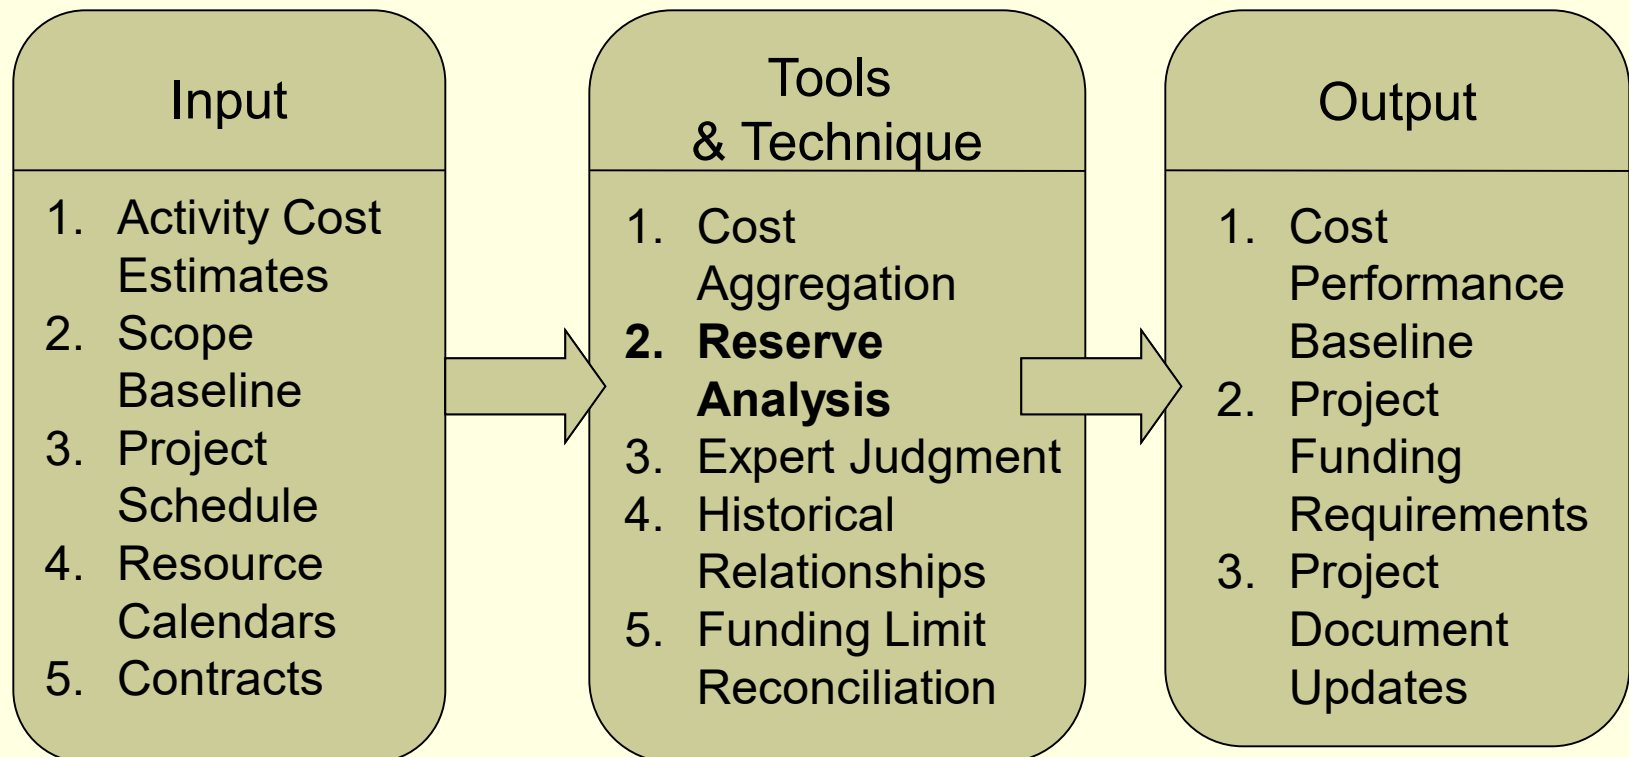 Input
1. Activity Cost
Estimates
2. Scope
Baseline
3. Project
Schedule
4. Resource
Calendars
5. Contracts
Tools
& Technique
1. Cost
Aggregation
2. Reserve
Analysis
3. Expert Judgment
4. Historical
Relationships
5. Funding Limit
Reconciliation
Output
1. Cost
Performance
Baseline
2. Project
Funding
Requirements
3. Project
Document
Updates